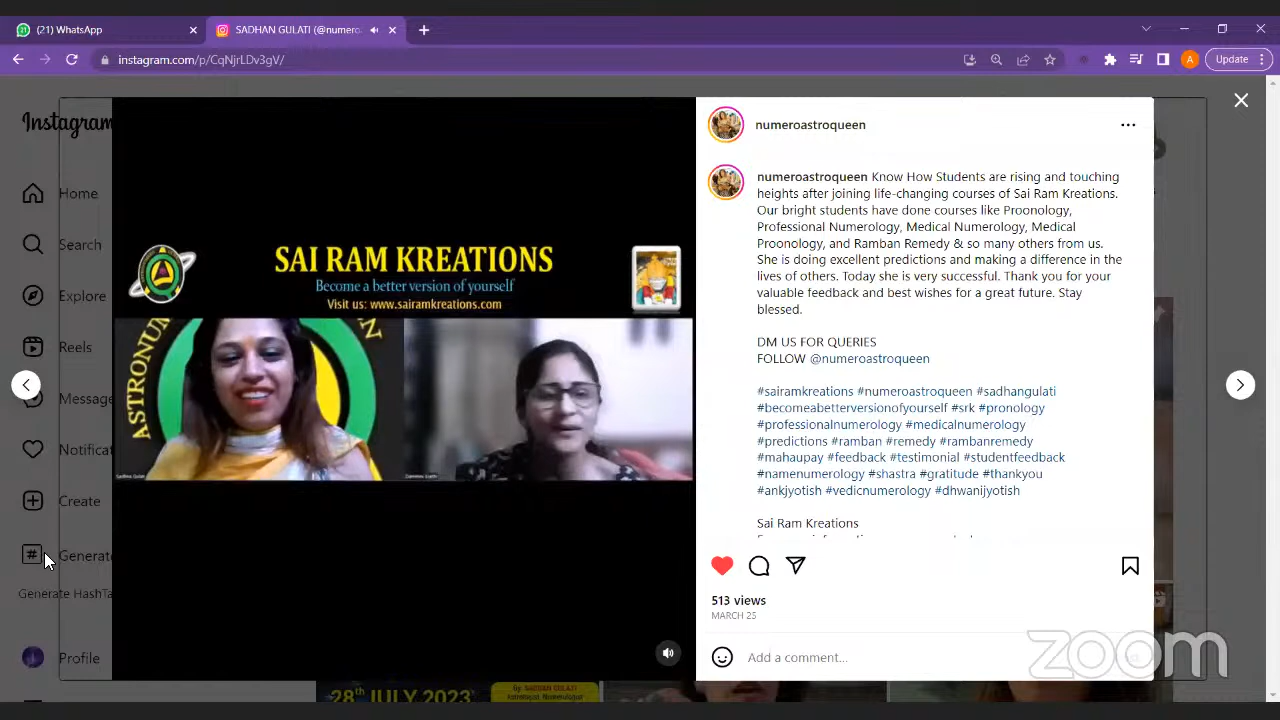 (21) WhatsApp
SADHAN GULATI (@numero
instagram.com/p/CqNjrLDv3gV/
Update
Instagram
Home
Search
Explore
Reels
Message
Notificat
Create
#
Generate
Generate HashTa
Profile
SAI RAM KREATIONS
Become a better version of yourself
Visit us: www.sairamkreations.com
ASTRONUM
numeroastroqueen
numeroastroqueen Know How Students are rising and touching
heights after joining life-changing courses of Sai Ram Kreations.
Our bright students have done courses like Proonology,
Professional Numerology, Medical Numerology, Medical
Proonology, and Ramban Remedy & so many others from us.
She is doing excellent predictions and making a difference in the
lives of others. Today she is very successful. Thank you for your
valuable feedback and best wishes for a great future. Stay
blessed.
DM US FOR QUERIES
FOLLOW @numeroastroqueen
#sairamkreations #numeroastroqueen #sadhangulati
#becomeabetterversionofyourself #srk #pronology
#professionalnumerology #medicalnumerology
#predictions #ramban #remedy #rambanremedy
#mahaupay #feedback #testimonial #studentfeedback
#namenumerology #shastra #gratitude #thankyou
#ankjyotish #vedicnumerology #dhwanijyotish
Sai Ram Kreations
513 views
MARCH 25
Add a comment...
28th JULY 2023
By: SADHAN GULATI
zoom